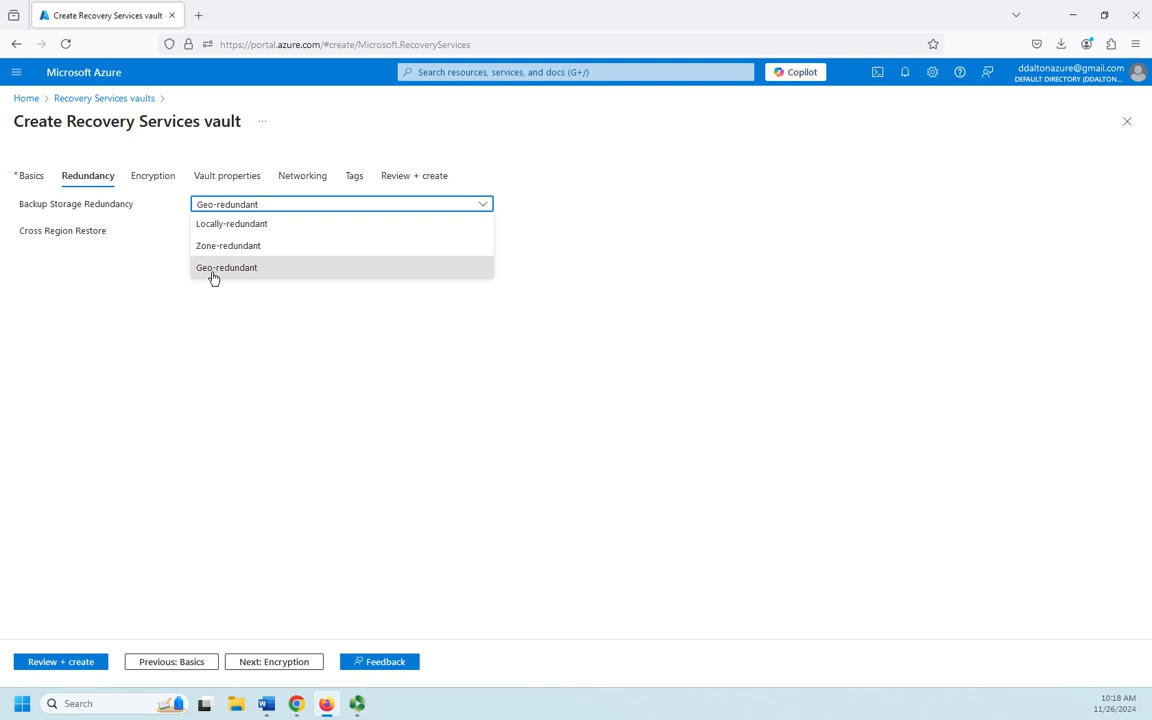 Create Recovery Services vault
https://portal.azure.com/#create/Microsoft.RecoveryServices
Microsoft Azure
Search resources, services, and docs (G+/)
Copilot
ddaltonazure@gmail.com
DEFAULT DIRECTORY (DDALTON...
Home > Recovery Services vaults >
Create Recovery Services vault ...
* Basics Redundancy Encryption Vault properties Networking Tags Review + create
Backup Storage Redundancy
Geo-redundant
Locally-redundant
Cross Region Restore
Zone-redundant
Geo-redundant
Review + create
Previous: Basics
Next: Encryption
Feedback
Search
10:18 AM
11/26/2024